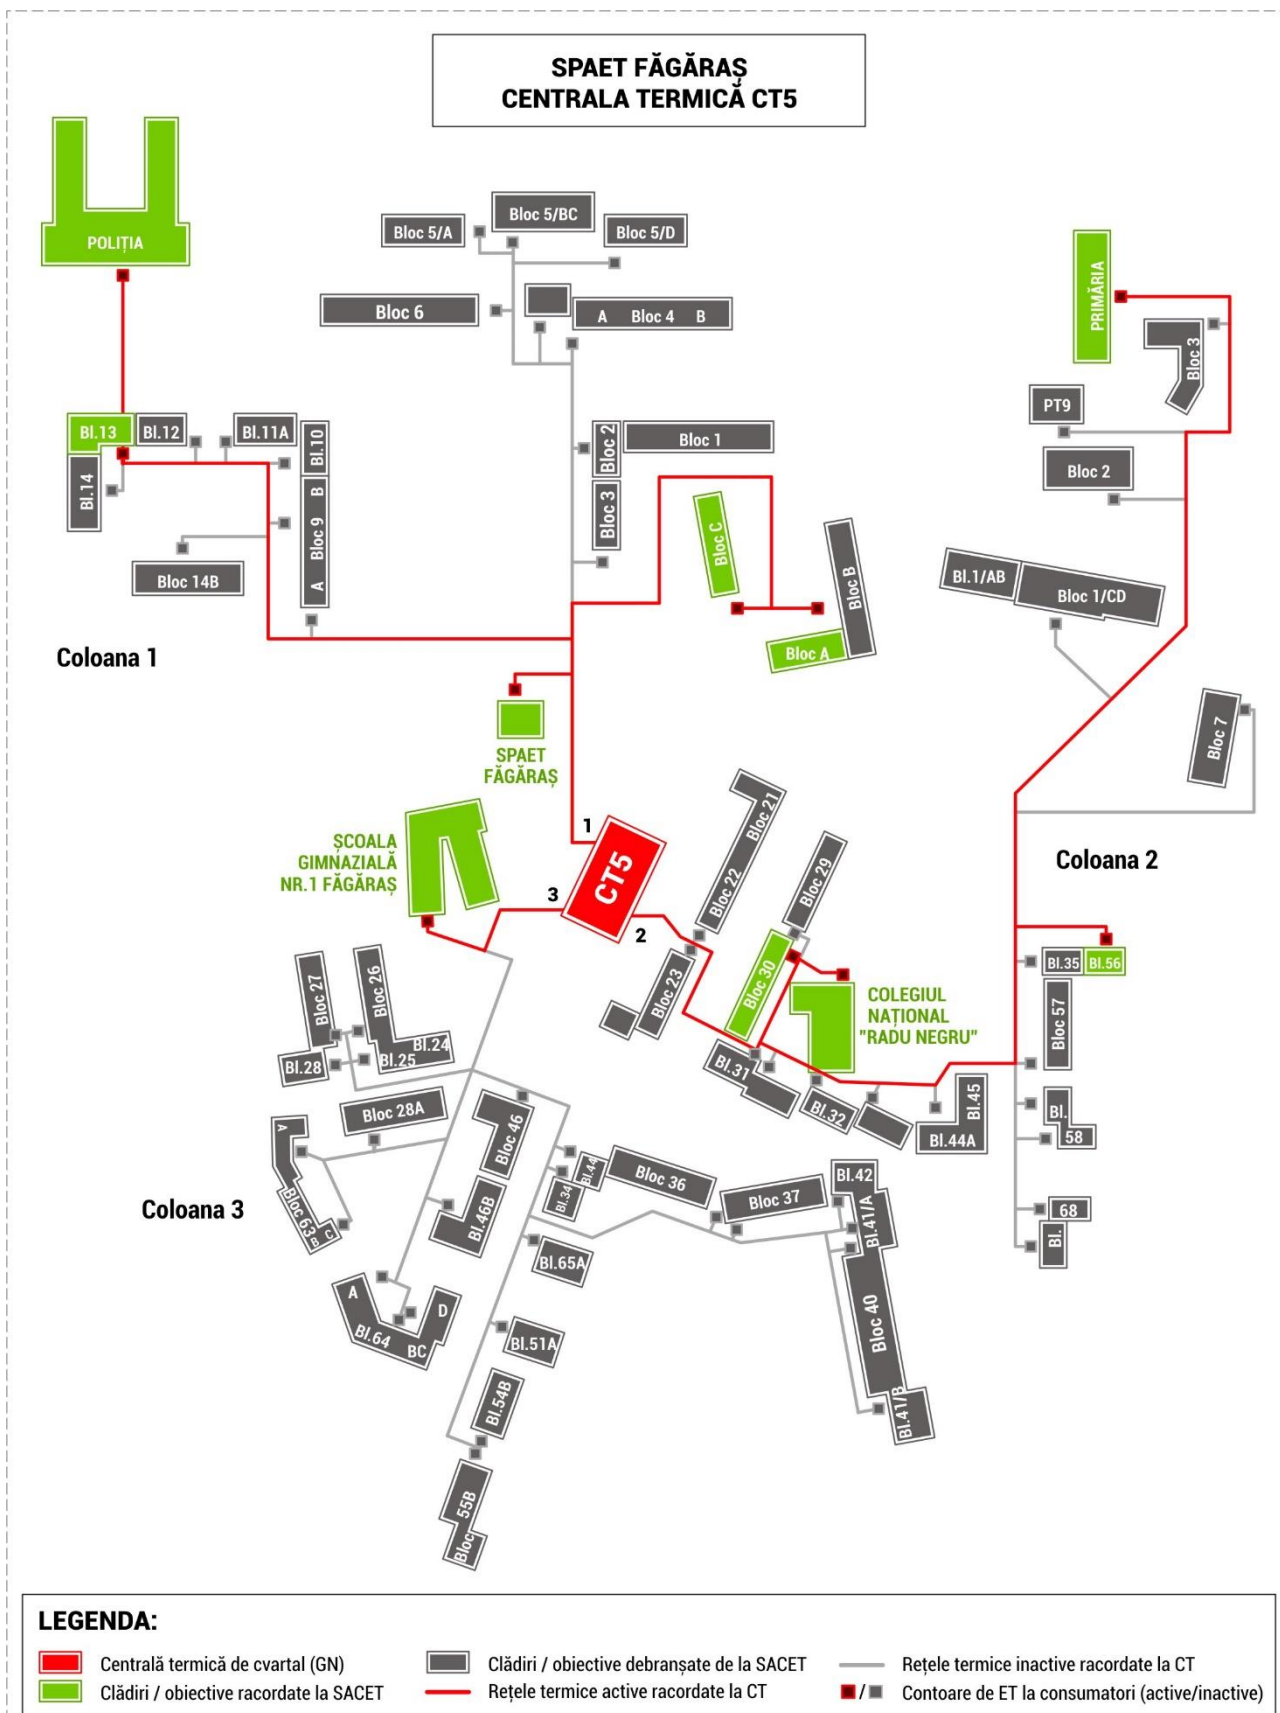 SPAET FĂGĂRAȘ
CENTRALA TERMICĂ CT5
POLIȚIA
Bloc 5/A
Bloc 5/BC
Bloc 5/D
Bloc 6
A Bloc 4 B
PRIMĂRIA
Bloc 3
PT9
Bloc 2
Bl.13
Bl.12
Bl.11A
Bl.10
Bl.14
A Bloc 9 B
Bloc 14B
Bloc 2
Bloc 1
Bloc 3
Bloc C
Bloc B
Bloc A
Bl.1/AB
Bloc 1/CD
Bloc 7
Coloana 1
SPAET
FĂGĂRAȘ
ȘCOALA
GIMNAZIALĂ
NR.1 FĂGĂRAȘ
1
CT5
3
2
Coloana 2
Bloc 21
Bloc 22
Bloc 23
Bloc 29
Bloc 30
COLEGIUL
NAȚIONAL
"RADU NEGRU"
Bl.35
Bl.56
Bloc 57
Bl.
58
68
Bl.
Bl.31
Bl.32
Bl.44A
Bl.45
Bloc 27
Bloc 26
Bl.28
Bl.25
Bl.24
Bloc 28A
A
Bloc 63
B
C
Coloana 3
Bloc 46
Bl.46B
Bl.34
Bl.44
Bloc 36
Bloc 37
Bl.42
Bl.41/A
Bloc 40
Bl.41/B
Bl.65A
A
Bl.64
BC
D
Bl.51A
Bl.54B
Bloc 55B
LEGENDA:
Centrală termică de cvartal (GN)
Clădiri / obiective racordate la SACET
Clădiri / obiective debranșate de la SACET
Rețele termice active racordate la CT
Rețele termice inactive racordate la CT
/ Contoare de ET la consumatori (active/inactive)